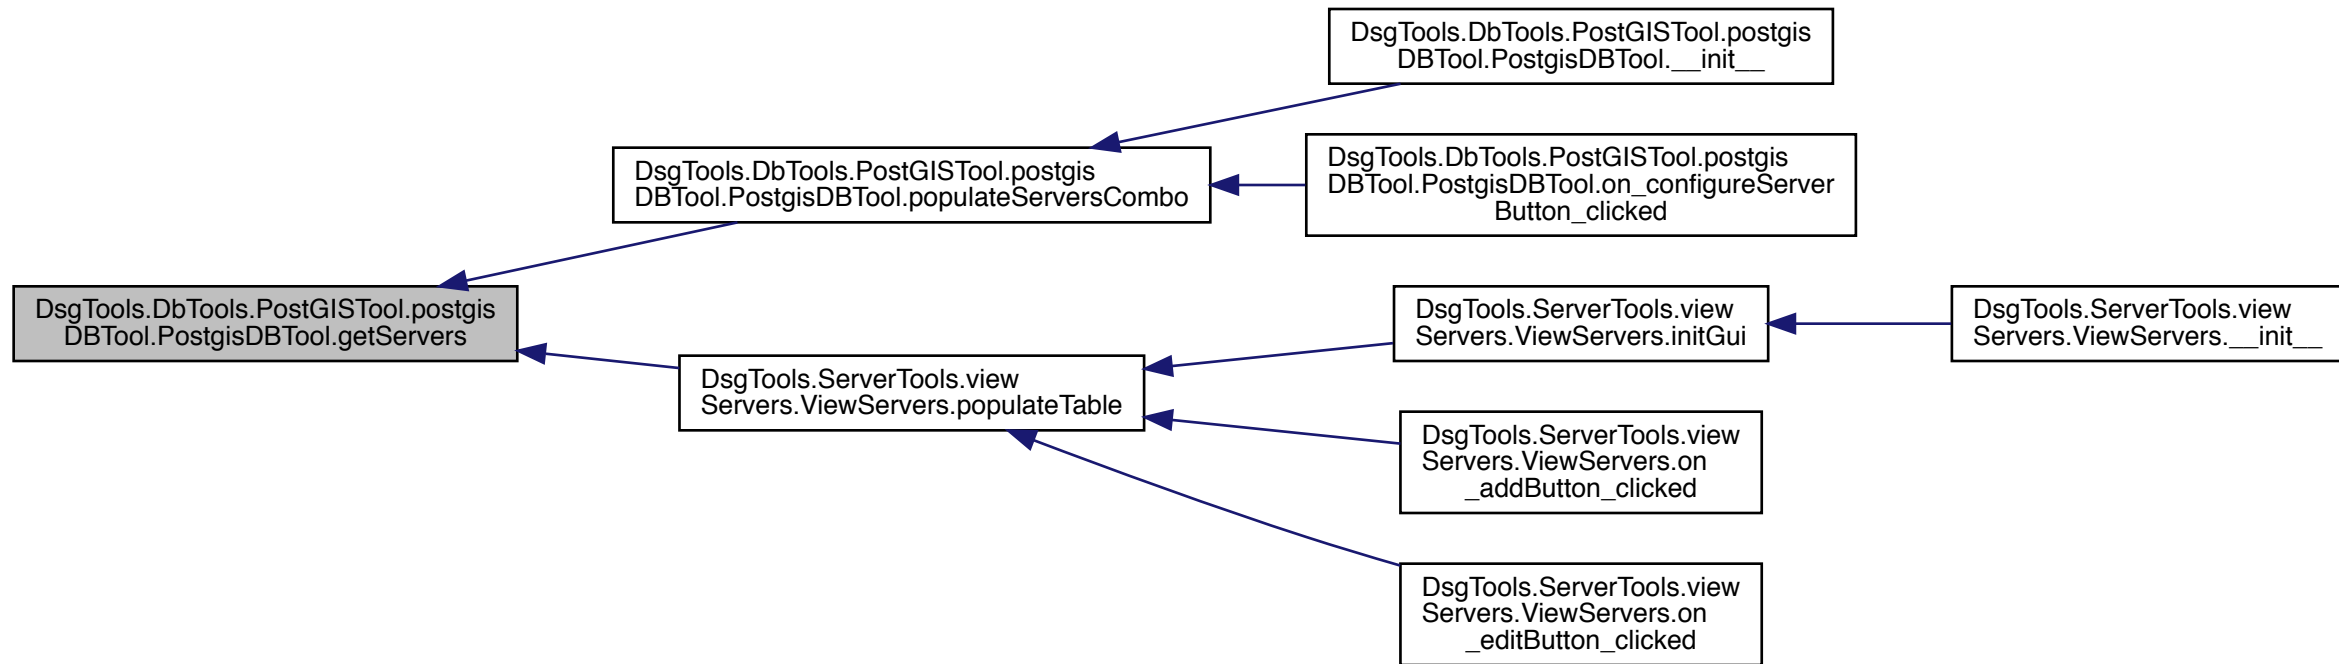 DsgTools.DbTools.PostGISTool.postgis
DBTool.PostgisDBTool.__init__
DsgTools.DbTools.PostGISTool.postgis
DBTool.PostgisDBTool.populateServersCombo
DsgTools.DbTools.PostGISTool.postgis
DBTool.PostgisDBTool.on_configureServer
Button_clicked
DsgTools.DbTools.PostGISTool.postgis
DBTool.PostgisDBTool.getServers
DsgTools.ServerTools.view
Servers.ViewServers.initGui
DsgTools.ServerTools.view
Servers.ViewServers.__init__
DsgTools.ServerTools.view
Servers.ViewServers.populateTable
DsgTools.ServerTools.view
Servers.ViewServers.on
_addButton_clicked
DsgTools.ServerTools.view
Servers.ViewServers.on
_editButton_clicked